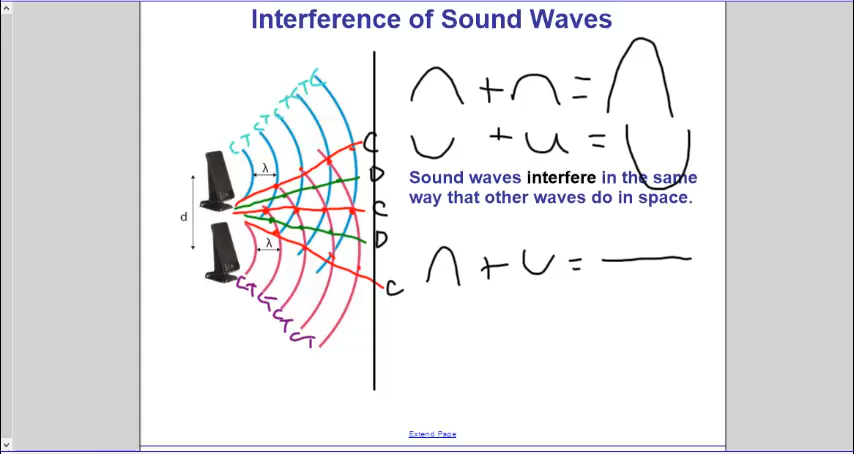 Interference of Sound Waves
C T C T C T C T C
λ
d
λ
C
D
C
D
C
C T C T C T C T
+ =
+ =
Sound waves interfere in the same
way that other waves do in space.
+ =
Extend Page